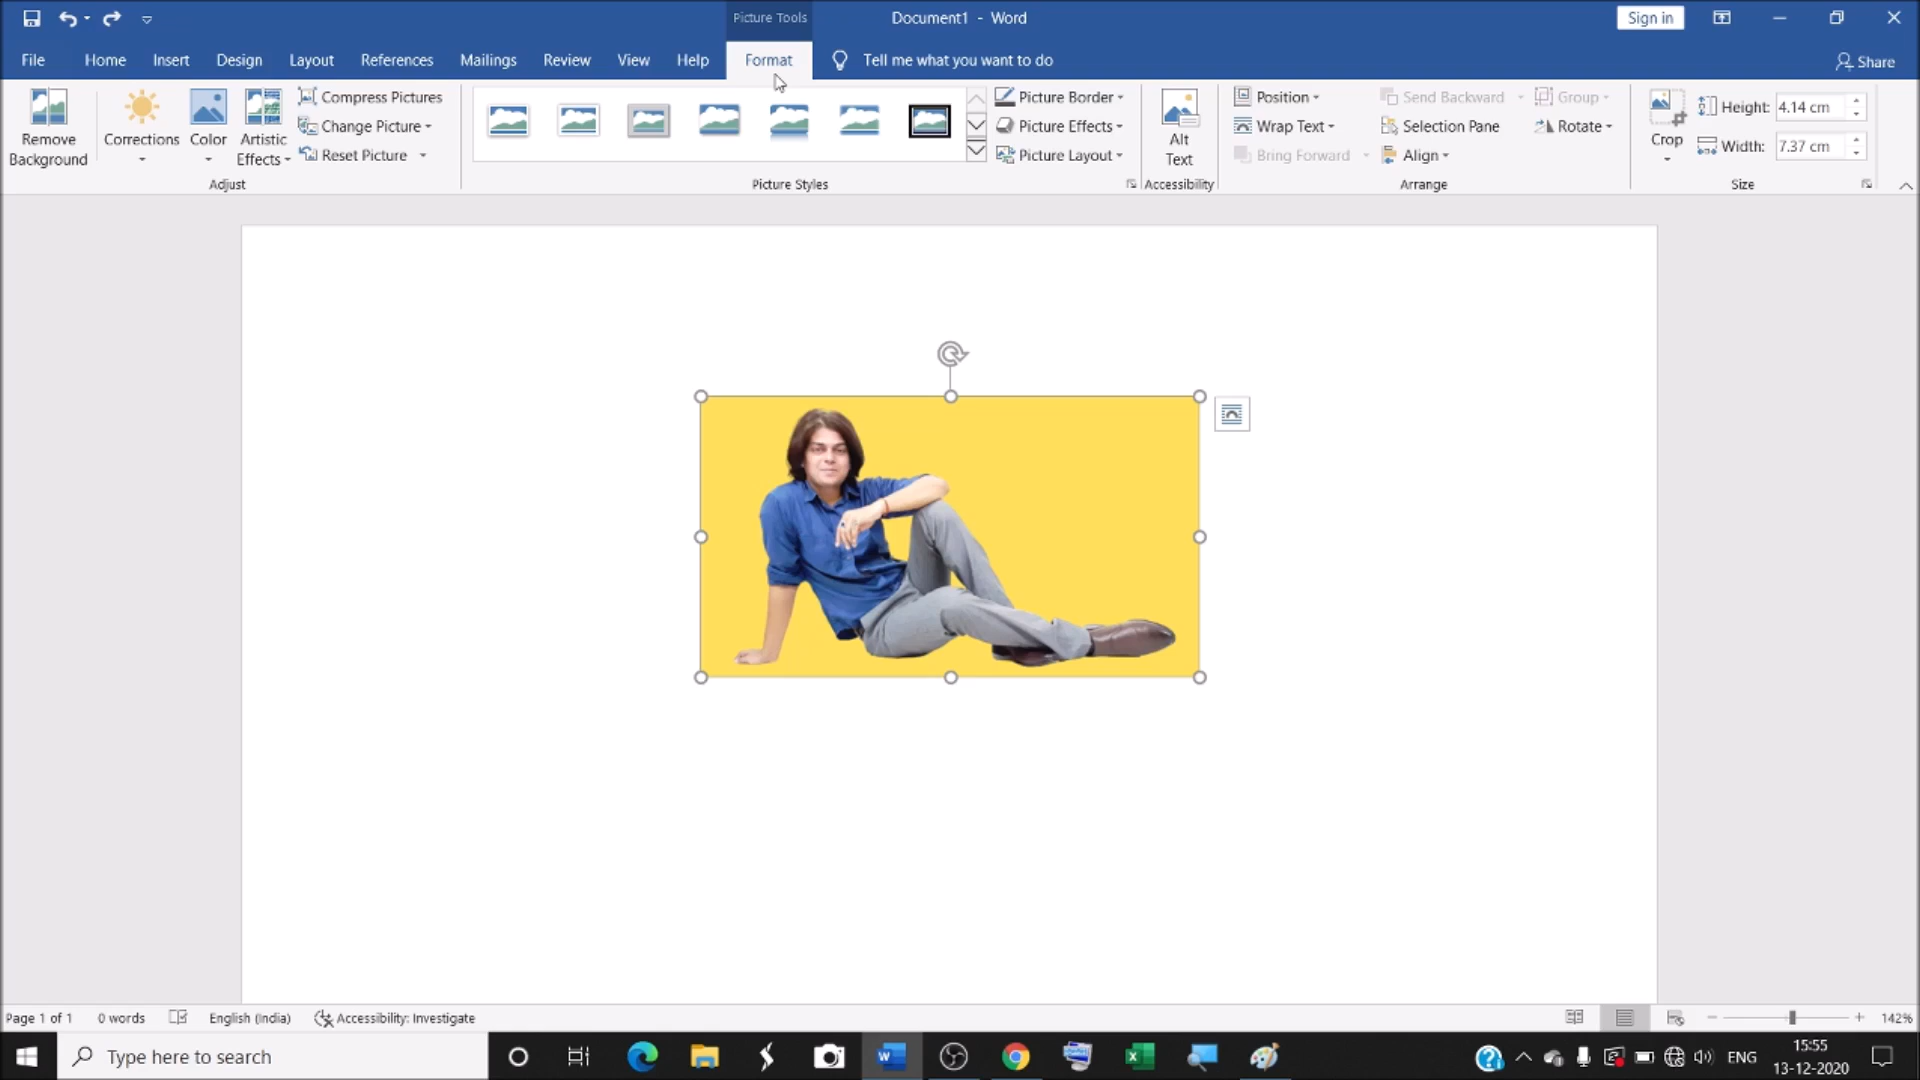 Picture Tools
Document1 - Word
Sign in
File Home Insert Design Layout References Mailings Review View Help Format Tell me what you want to do
Share
Remove Background
Corrections
Color
Artistic Effects
Compress Pictures
Change Picture
Reset Picture
Adjust
Picture Styles
Picture Border
Picture Effects
Picture Layout
Alt Text
Accessibility
Position
Wrap Text
Bring Forward
Send Backward
Selection Pane
Align
Group
Rotate
Arrange
Crop
Height: 4.14 cm
Width: 7.37 cm
Size
Page 1 of 1 0 words English (India) Accessibility: Investigate
142%
Type here to search
ENG
15:55
13-12-2020